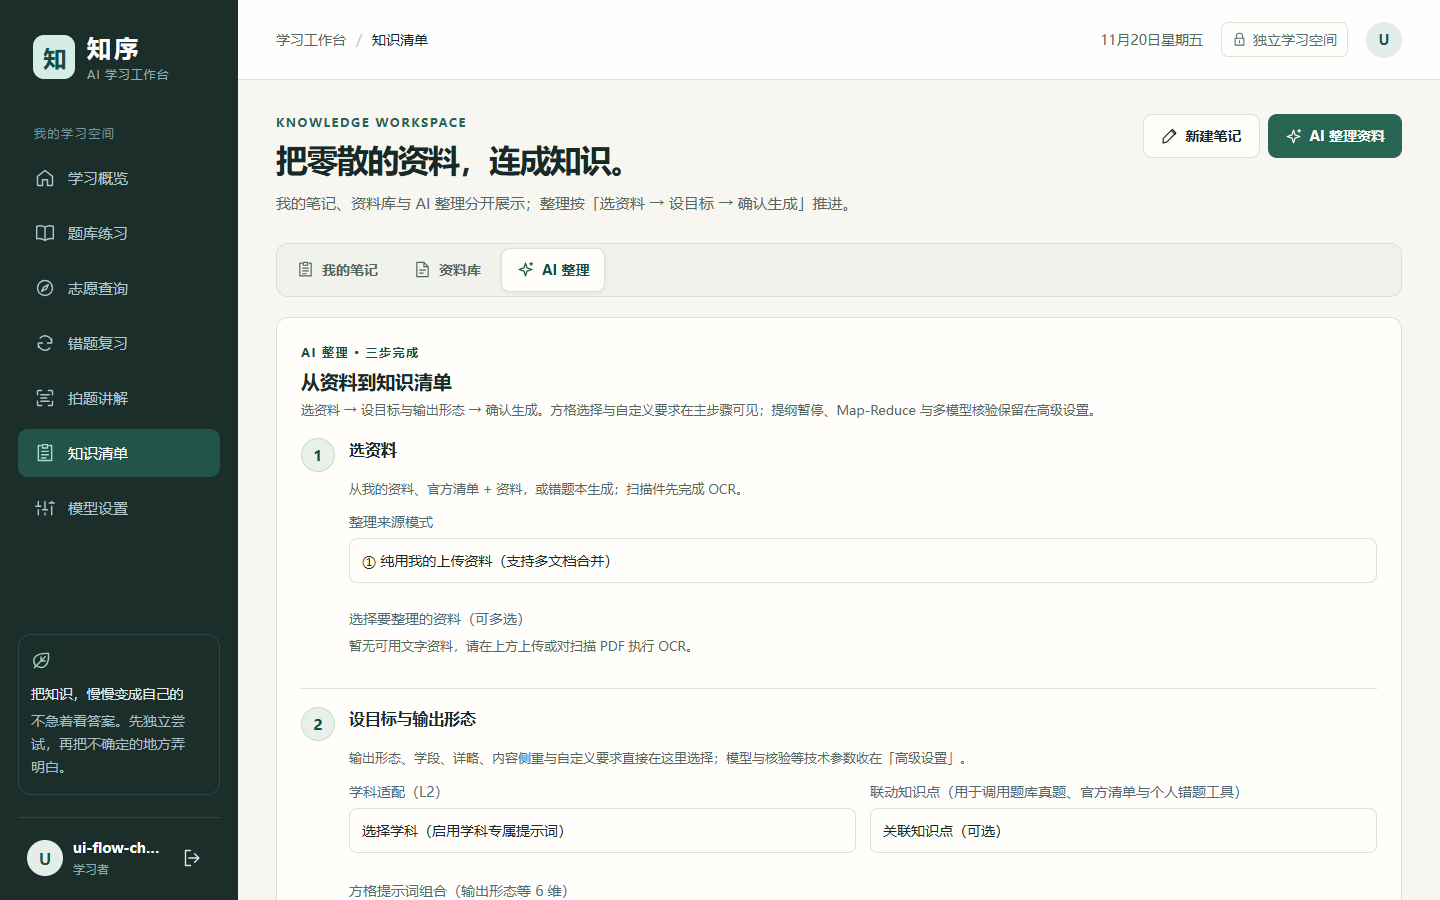 知
知序
AI 学习工作台
我的学习空间
学习概览
题库练习
志愿查询
错题复习
拍题讲解
知识清单
模型设置
把知识，慢慢变成自己的
不急着看答案。先独立尝
试，再把不确定的地方弄
明白。
U
ui-flow-ch...
学习者
学习工作台 / 知识清单
11月20日星期五
独立学习空间
U
KNOWLEDGE WORKSPACE
把零散的资料，连成知识。
我的笔记、资料库与 AI 整理分开展示；整理按「选资料 → 设目标 → 确认生成」推进。
新建笔记
AI 整理资料
我的笔记
资料库
AI 整理
AI 整理 • 三步完成
从资料到知识清单
选资料 → 设目标与输出形态 → 确认生成。方格选择与自定义要求在主步骤可见；提纲暂停、Map-Reduce 与多模型核验保留在高级设置。
1
选资料
从我的资料、官方清单 + 资料，或错题本生成；扫描件先完成 OCR。
整理来源模式
① 纯用我的上传资料（支持多文档合并）
选择要整理的资料（可多选）
暂无可用文字资料，请在上方上传或对扫描 PDF 执行 OCR。
2
设目标与输出形态
输出形态、学段、详略、内容侧重与自定义要求直接在这里选择；模型与核验等技术参数收在「高级设置」。
学科适配（L2）
选择学科（启用学科专属提示词）
联动知识点（用于调用题库真题、官方清单与个人错题工具）
关联知识点（可选）
方格提示词组合（输出形态等 6 维）